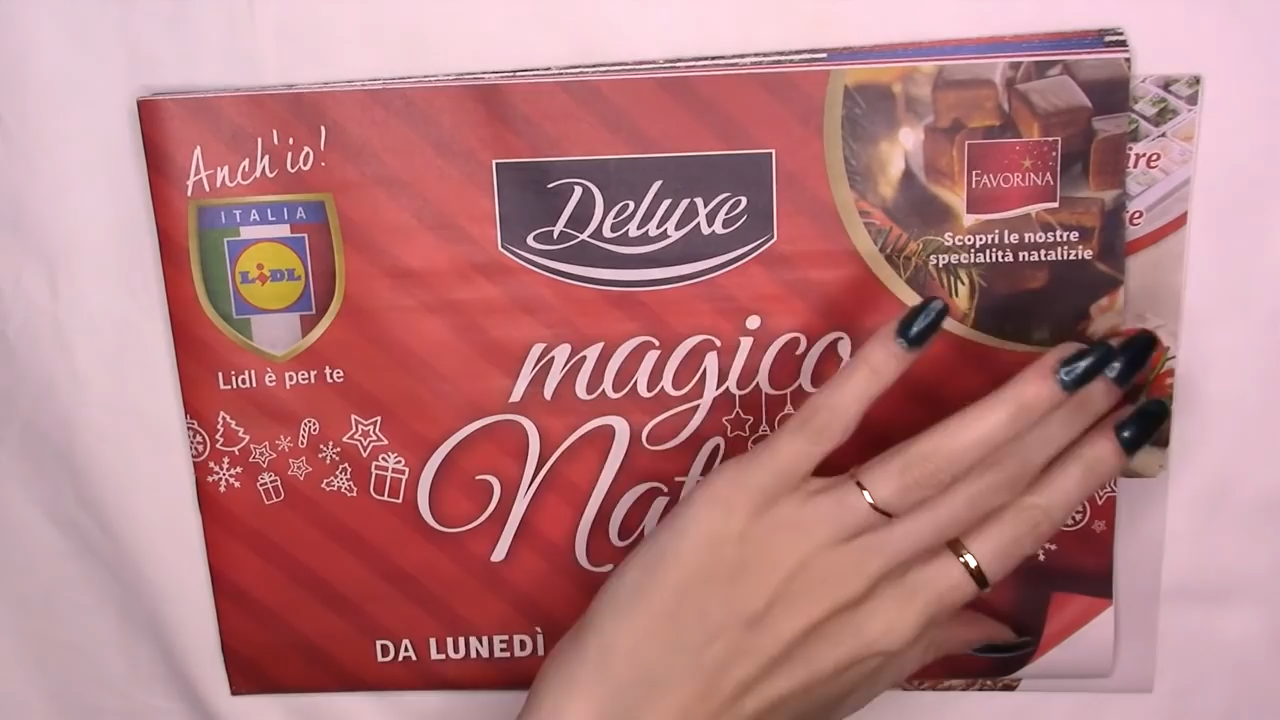 Anch'io!
ITALIA
LIDL
Lidl è per te
Deluxe
magico
DA LUNEDÌ
FAVORINA
Scopri le nostre
specialità natalizie